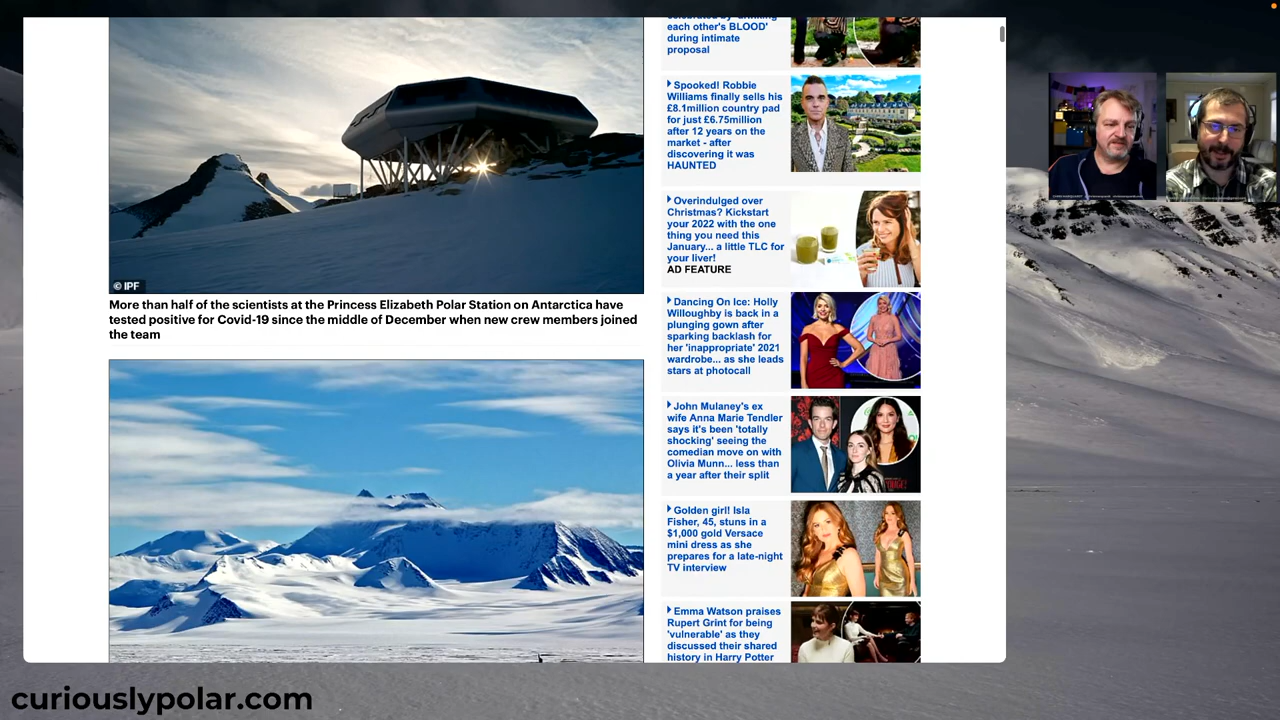 celebrated by drinking
each other's BLOOD'
during intimate
proposal
Spooked! Robbie
Williams finally sells his
£8.1million country pad
for just £6.75million
after 12 years on the
market - after
discovering it was
HAUNTED
Overindulged over
Christmas? Kickstart
your 2022 with the one
thing you need this
January... a little TLC for
your liver!
AD FEATURE
© IPF
More than half of the scientists at the Princess Elizabeth Polar Station on Antarctica have
tested positive for Covid-19 since the middle of December when new crew members joined
the team
Dancing On Ice: Holly
Willoughby is back in a
plunging gown after
sparking backlash for
her 'inappropriate' 2021
wardrobe... as she leads
stars at photocall
John Mulaney's ex
wife Anna Marie Tendler
says it's been 'totally
shocking' seeing the
comedian move on with
Olivia Munn... less than
a year after their split
Golden girl! Isla
Fisher, 45, stuns in a
$1,000 gold Versace
mini dress as she
prepares for a late-night
TV interview
Emma Watson praises
Rupert Grint for being
'vulnerable' as they
discussed their shared
history in Harry Potter
curiouslypolar.com